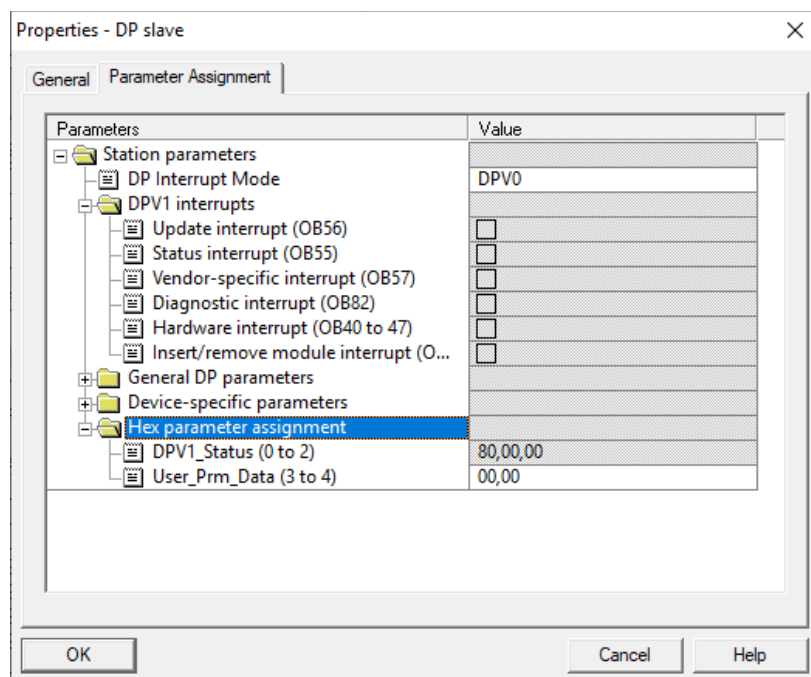 Properties - DP slave
General Parameter Assignment
Parameters Value
Station parameters
DP Interrupt Mode DPV0
DPV1 interrupts
Update interrupt (OB56)
Status interrupt (OB55)
Vendor-specific interrupt (OB57)
Diagnostic interrupt (OB82)
Hardware interrupt (OB40 to 47)
Insert/remove module interrupt (O...
General DP parameters
Device-specific parameters
Hex parameter assignment
DPV1_Status (0 to 2) 80,00,00
User_Prm_Data (3 to 4) 00,00
OK Cancel Help